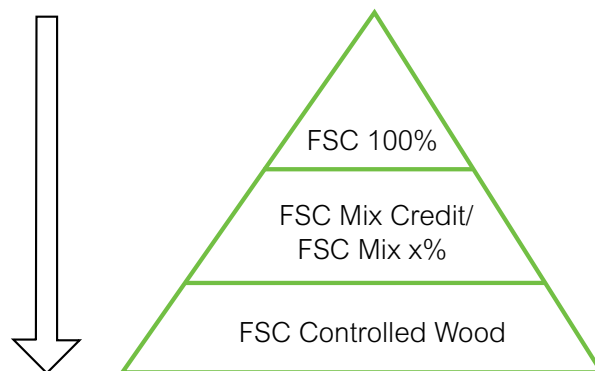 FSC 100%
FSC Mix Credit/
FSC Mix x%
FSC Controlled Wood